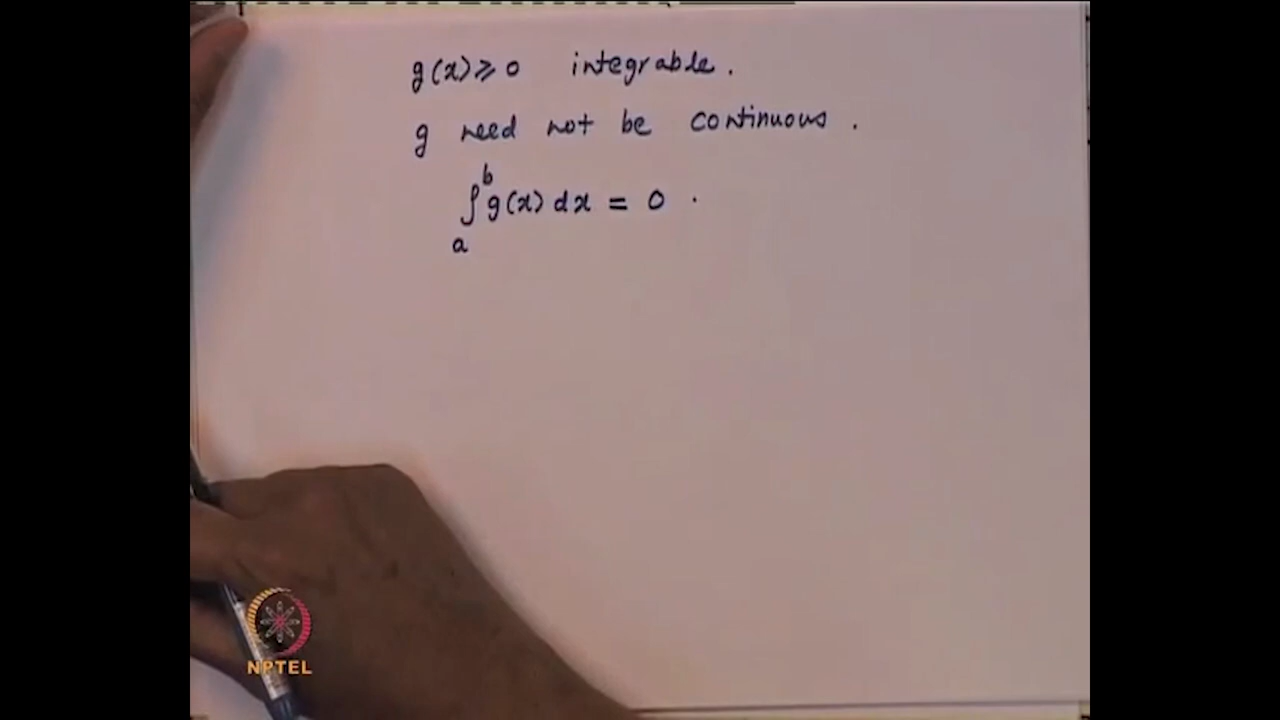 g(x) ⩾ 0 integrable.
g need not be continuous.
∫_a^b g(x) dx = 0.
NPTEL